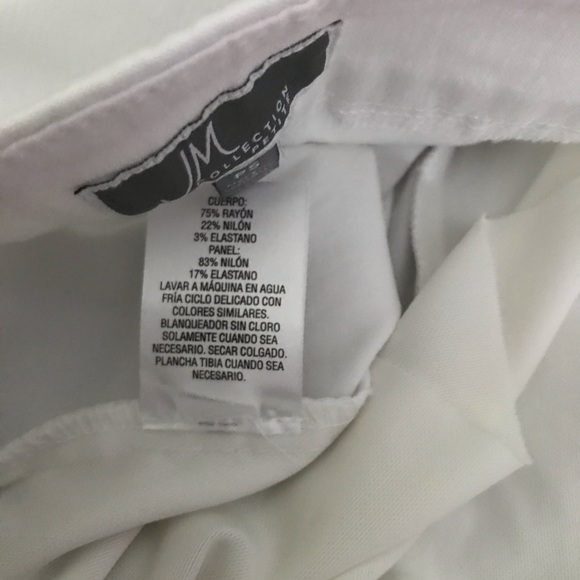 JM
COLLECTION
PETITE
PS
CUERPO:
75% RAYÓN
22% NILÓN
3% ELASTANO
PANEL:
83% NILÓN
17% ELASTANO
LAVAR A MÁQUINA EN AGUA
FRÍA CICLO DELICADO CON
COLORES SIMILARES.
BLANQUEADOR SIN CLORO
SOLAMENTE CUANDO SEA
NECESARIO. SECAR COLGADO.
PLANCHA TIBIA CUANDO SEA
NECESARIO.